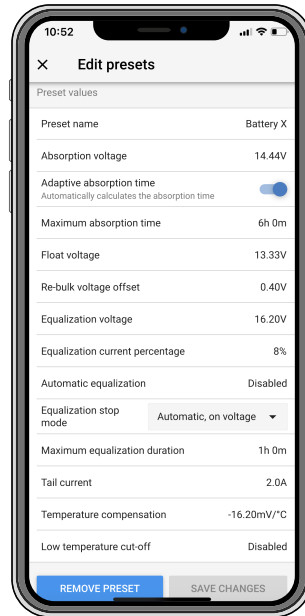 10:52
× Edit presets
Preset values
Preset name Battery X
Absorption voltage 14.44V
Adaptive absorption time
Automatically calculates the absorption time
Maximum absorption time 6h 0m
Float voltage 13.33V
Re-bulk voltage offset 0.40V
Equalization voltage 16.20V
Equalization current percentage 8%
Automatic equalization Disabled
Equalization stop
mode Automatic, on voltage
Maximum equalization duration 1h 0m
Tail current 2.0A
Temperature compensation -16.20mV/°C
Low temperature cut-off Disabled
REMOVE PRESET SAVE CHANGES